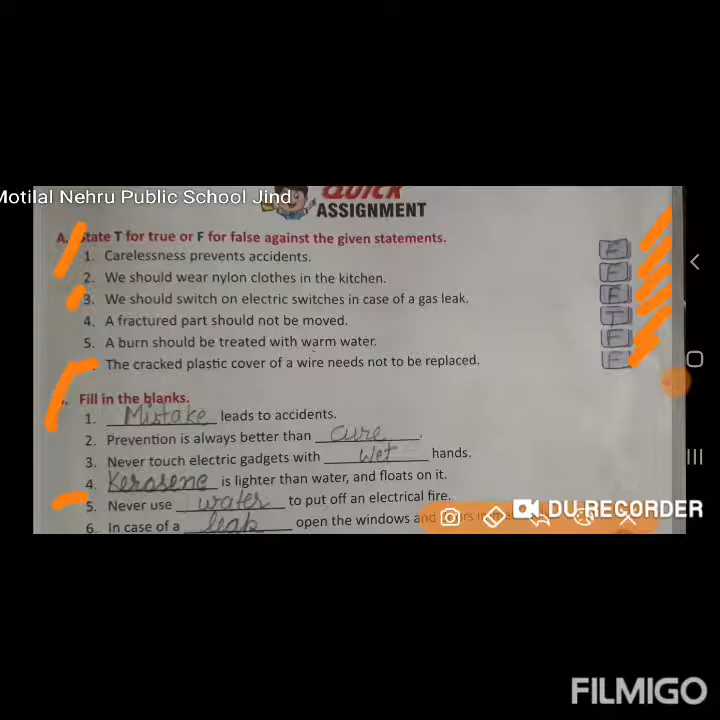 Motilal Nehru Public School Jind
QUICK
ASSIGNMENT
A. State T for true or F for false against the given statements.
1. Carelessness prevents accidents. F
2. We should wear nylon clothes in the kitchen. F
3. We should switch on electric switches in case of a gas leak. F
4. A fractured part should not be moved. T
5. A burn should be treated with warm water. F
The cracked plastic cover of a wire needs not to be replaced. F
Fill in the blanks.
1. Mistake leads to accidents.
2. Prevention is always better than cure.
3. Never touch electric gadgets with wet hands.
4. Kerosene is lighter than water, and floats on it.
5. Never use water to put off an electrical fire.
6. In case of a leak open the windows and
DU RECORDER
FILMIGO